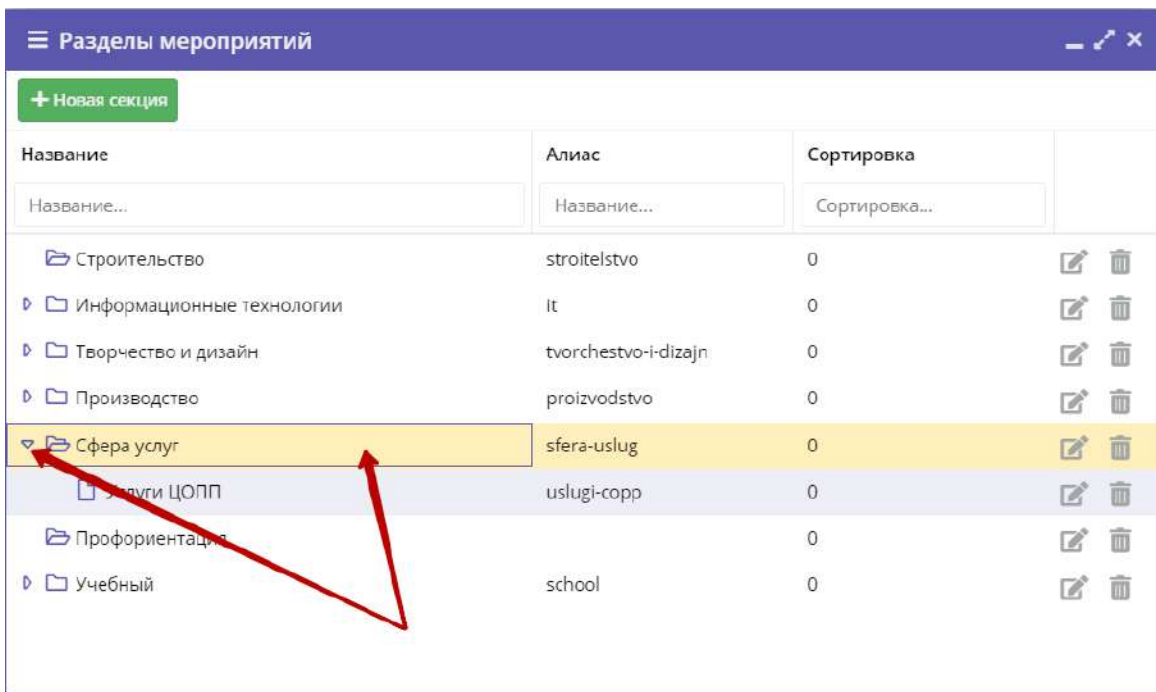 Разделы мероприятий
Новая секция
Название Алиас Сортировка
Название... Название... Сортировка...
Строительство stroitelstvo 0
Информационные технологии it 0
Творчество и дизайн tvorchestvo-i-dizajn 0
Производство proizvodstvo 0
Сфера услуг sfera-uslug 0
Услуги ЦОПП uslugi-copp 0
Профориентация 0
Учебный school 0